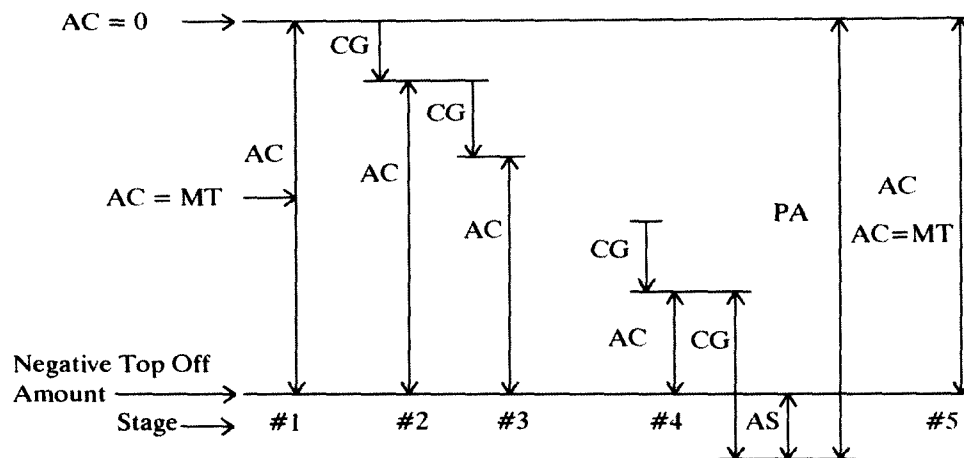 AC = 0
CG
CG
AC
AC
AC = MT
AC
PA
AC
AC=MT
CG
AC
CG
Negative Top Off
Amount
Stage
#1
#2
#3
#4
AS
#5